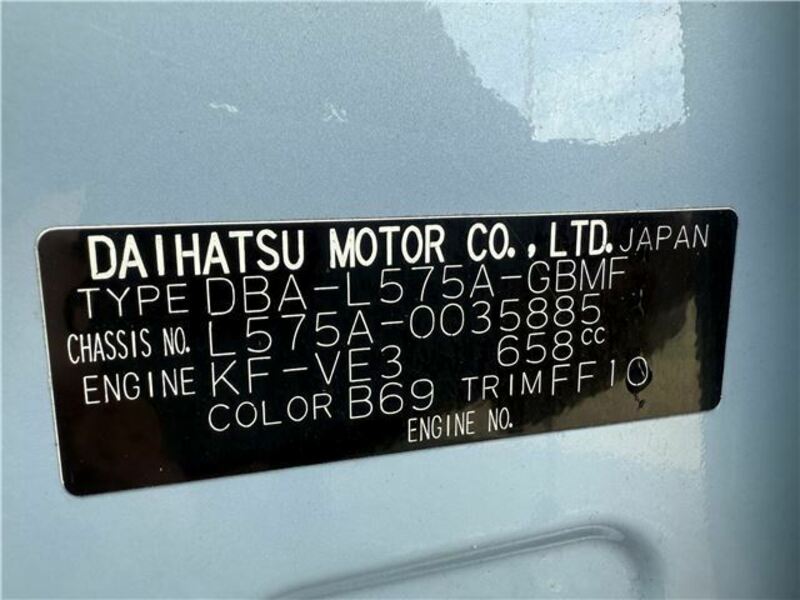 DAIHATSU MOTOR CO., LTD. JAPAN
TYPE DBA-L575A-GBMF
CHASSIS NO. L575A-0035885
ENGINE KF-VE3 658cc
COLOR B69 TRIM FF10
ENGINE NO.